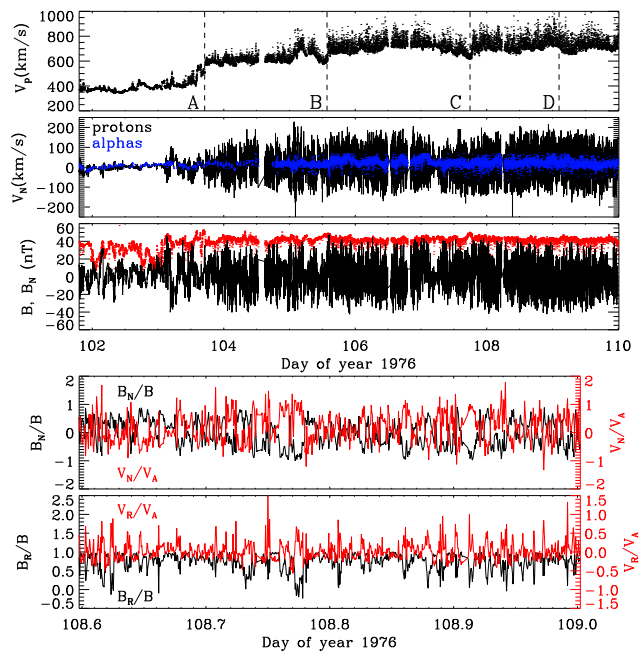 1000
800
600
400
200
V_p(km/s)
A B C D
200
100
0
-100
-200
V_N(km/s)
protons
alphas
60
40
20
0
-20
-40
-60
B, B_N (nT)
102 104 106 108 110
Day of year 1976
2
1
0
-1
-2
B_N/B
B_N/B
V_N/V_A
2
1
0
-1
-2
V_N/V_A
2.5
2.0
1.5
1.0
0.5
0.0
-0.5
B_R/B
V_R/V_A
B_R/B
1.5
1.0
0.5
0.0
-0.5
-1.0
-1.5
V_R/V_A
108.6 108.7 108.8 108.9 109.0
Day of year 1976